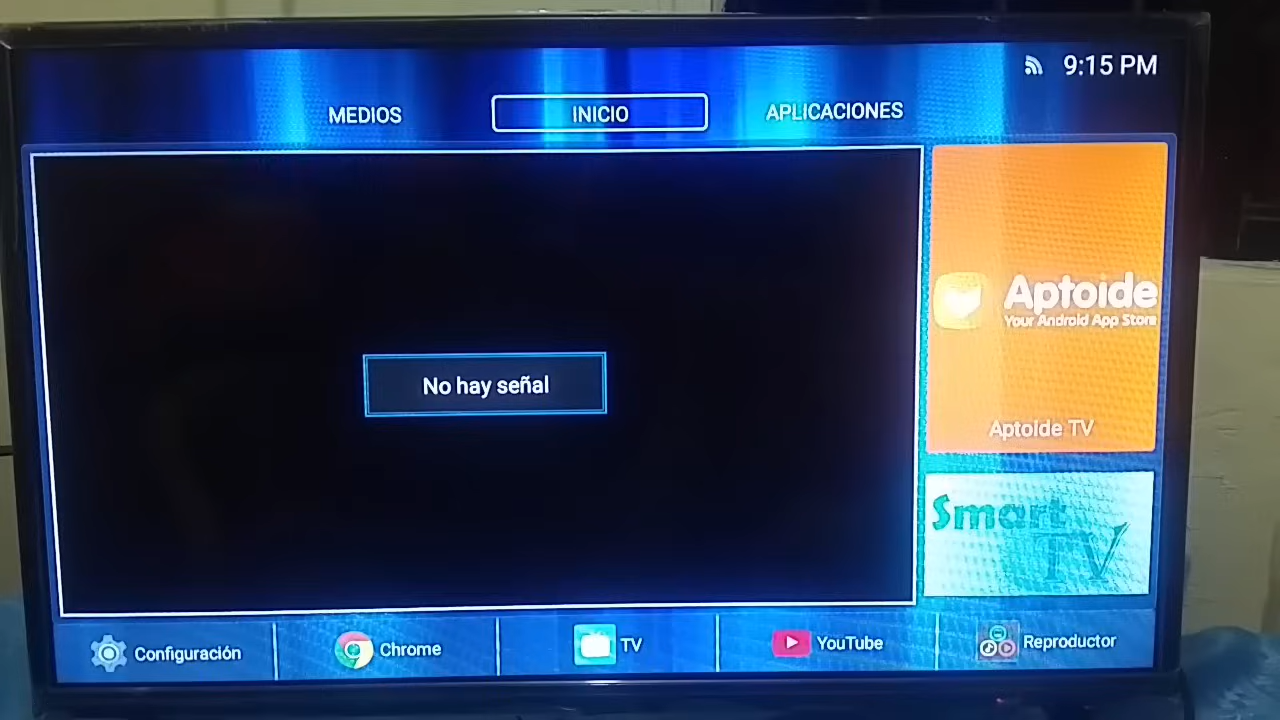 9:15 PM
MEDIOS
INICIO
APLICACIONES
No hay señal
Aptoide
Your Android App Store
Aptoide TV
Smart
TV
Configuración
Chrome
TV
YouTube
Reproductor